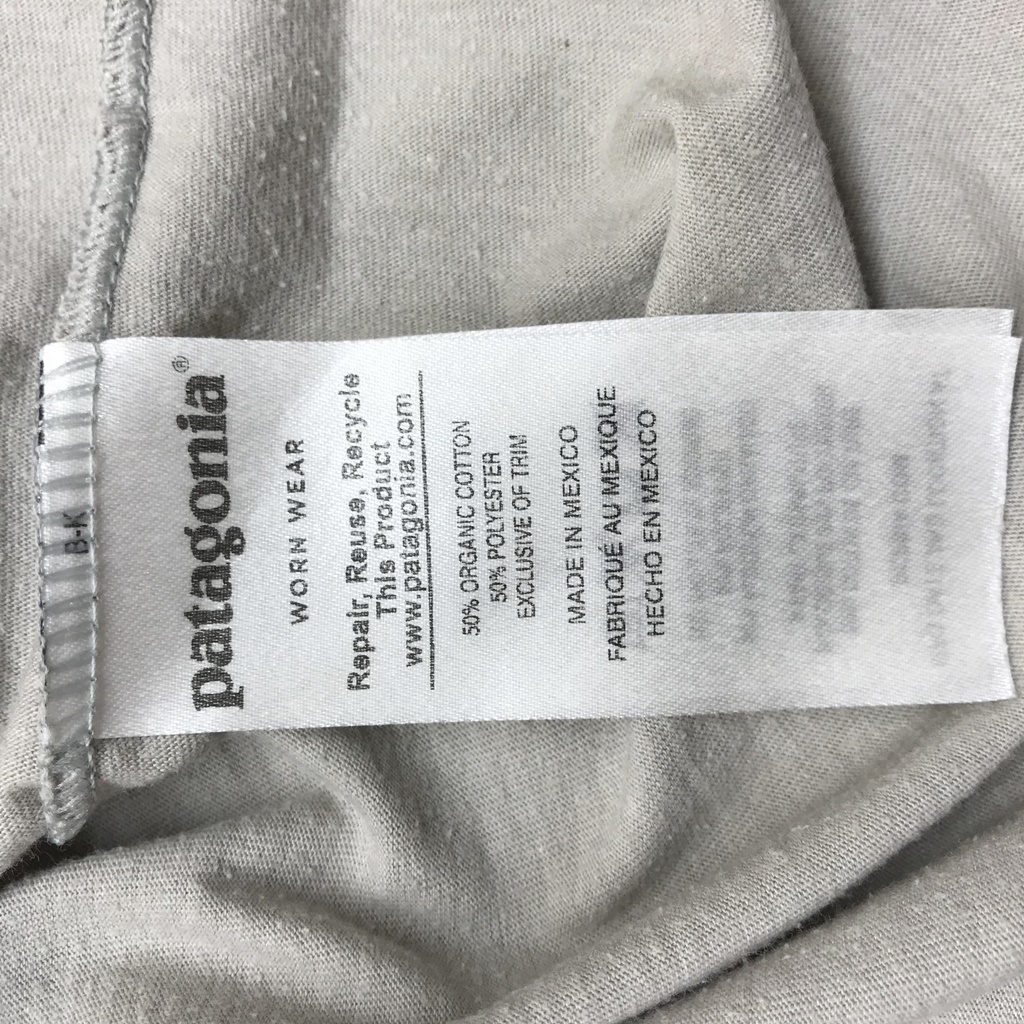 B-K
patagonia®
WORN WEAR
Repair, Reuse, Recycle
This Product
www.patagonia.com
50% ORGANIC COTTON
50% POLYESTER
EXCLUSIVE OF TRIM
MADE IN MEXICO
FABRIQUÉ AU MEXIQUE
HECHO EN MEXICO